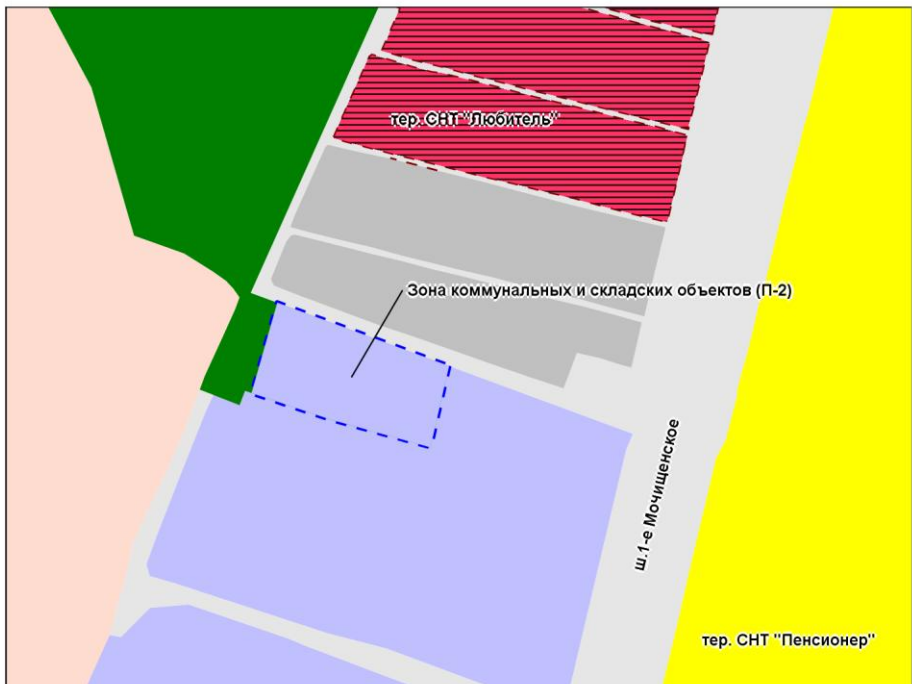 тер. СНТ "Любитель"
Зона коммунальных и складских объектов (П-2)
ш.1-е Мочищенское
тер. СНТ "Пенсионер"